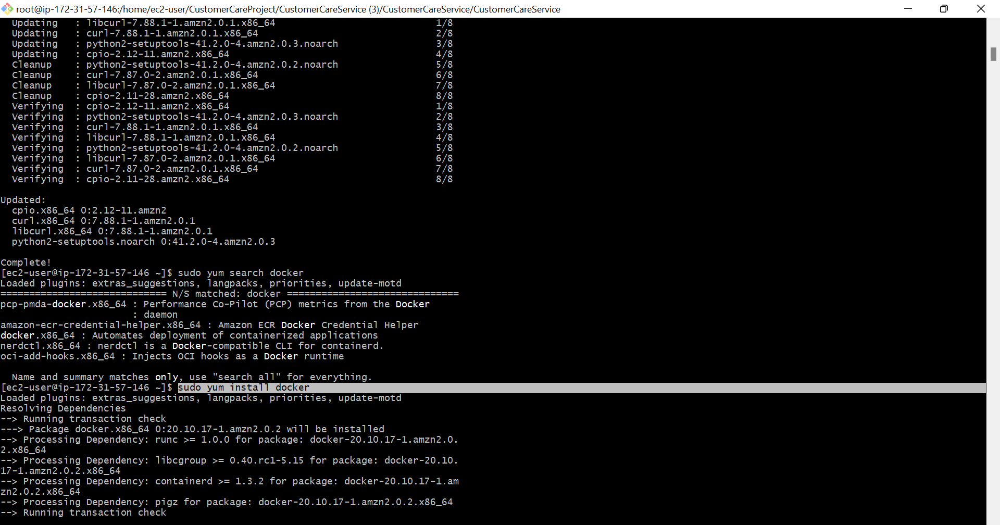 root@ip-172-31-57-146:/home/ec2-user/CustomerCareProject/CustomerCareService (3)/CustomerCareService/CustomerCareService
Updating : libcurl-7.88.1-1.amzn2.0.1.x86_64 1/8
Updating : curl-7.88.1-1.amzn2.0.1.x86_64 2/8
Updating : python2-setuptools-41.2.0-4.amzn2.0.3.noarch 3/8
Updating : cpio-2.12-11.amzn2.x86_64 4/8
Cleanup : python2-setuptools-41.2.0-4.amzn2.0.2.noarch 5/8
Cleanup : curl-7.87.0-2.amzn2.0.1.x86_64 6/8
Cleanup : libcurl-7.87.0-2.amzn2.0.1.x86_64 7/8
Cleanup : cpio-2.11-28.amzn2.x86_64 8/8
Verifying : cpio-2.12-11.amzn2.x86_64 1/8
Verifying : python2-setuptools-41.2.0-4.amzn2.0.3.noarch 2/8
Verifying : curl-7.88.1-1.amzn2.0.1.x86_64 3/8
Verifying : libcurl-7.88.1-1.amzn2.0.1.x86_64 4/8
Verifying : python2-setuptools-41.2.0-4.amzn2.0.2.noarch 5/8
Verifying : libcurl-7.87.0-2.amzn2.0.1.x86_64 6/8
Verifying : curl-7.87.0-2.amzn2.0.1.x86_64 7/8
Verifying : cpio-2.11-28.amzn2.x86_64 8/8
Updated:
cpio.x86_64 0:2.12-11.amzn2
curl.x86_64 0:7.88.1-1.amzn2.0.1
libcurl.x86_64 0:7.88.1-1.amzn2.0.1
python2-setuptools.noarch 0:41.2.0-4.amzn2.0.3
Complete!
[ec2-user@ip-172-31-57-146 ~]$ sudo yum search docker
Loaded plugins: extras_suggestions, langpacks, priorities, update-motd
============================= N/S matched: docker ==============================
pcp-pmda-docker.x86_64 : Performance Co-Pilot (PCP) metrics from the Docker
: daemon
amazon-ecr-credential-helper.x86_64 : Amazon ECR Docker Credential Helper
docker.x86_64 : Automates deployment of containerized applications
nerdctl.x86_64 : nerdctl is a Docker-compatible CLI for containerd.
oci-add-hooks.x86_64 : Injects OCI hooks as a Docker runtime
Name and summary matches only, use "search all" for everything.
[ec2-user@ip-172-31-57-146 ~]$ sudo yum install docker
Loaded plugins: extras_suggestions, langpacks, priorities, update-motd
Resolving Dependencies
--> Running transaction check
---> Package docker.x86_64 0:20.10.17-1.amzn2.0.2 will be installed
--> Processing Dependency: runc >= 1.0.0 for package: docker-20.10.17-1.amzn2.0.
2.x86_64
--> Processing Dependency: libcgroup >= 0.40.rc1-5.15 for package: docker-20.10.
17-1.amzn2.0.2.x86_64
--> Processing Dependency: containerd >= 1.3.2 for package: docker-20.10.17-1.am
zn2.0.2.x86_64
--> Processing Dependency: pigz for package: docker-20.10.17-1.amzn2.0.2.x86_64
--> Running transaction check